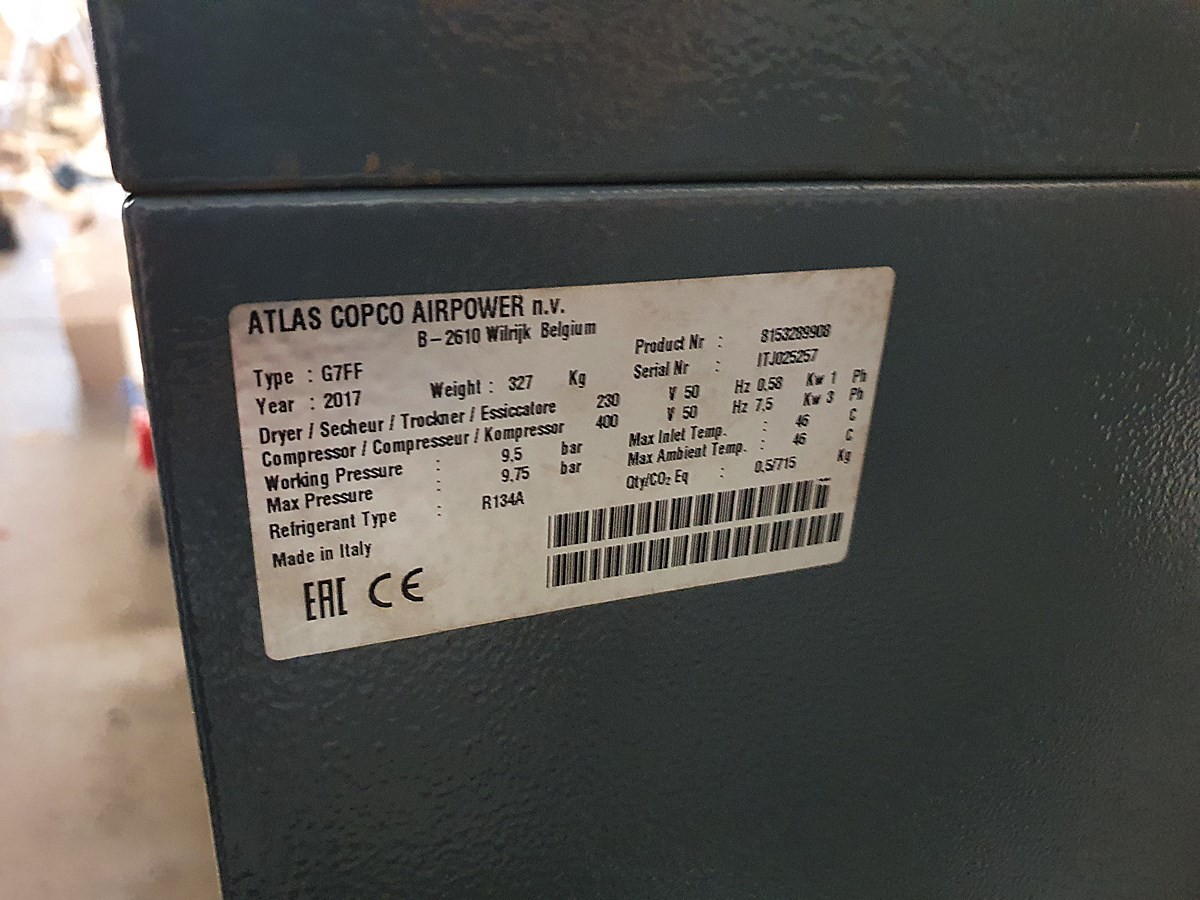 ATLAS COPCO AIRPOWER n.v.
B-2610 Wilrijk Belgium
Type : G7FF
Product Nr : 8153289908
Year : 2017 Weight : 327 Kg
Serial Nr : ITJ025257
Dryer / Secheur / Trockner / Essiccatore 230 V 50 Hz 0.58 Kw 1 Ph
Compressor / Compresseur / Kompressor 400 V 50 Hz 7,5 Kw 3 Ph
Working Pressure : 9,5 bar Max Inlet Temp. : 46 C
Max Pressure : 9.75 bar Max Ambient Temp. : 46 C
Refrigerant Type : R134A Qty/CO₂ Eq : 0.5/715 Kg
Made in Italy
EAC CE